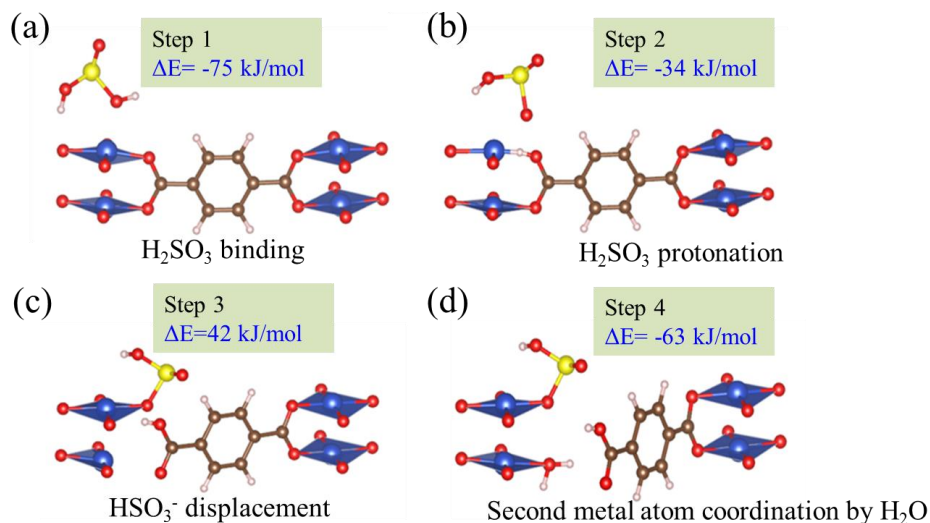 (a)
Step 1
ΔE= -75 kJ/mol
H₂SO₃ binding
(b)
Step 2
ΔE= -34 kJ/mol
H₂SO₃ protonation
(c)
Step 3
ΔE=42 kJ/mol
HSO₃⁻ displacement
(d)
Step 4
ΔE= -63 kJ/mol
Second metal atom coordination by H₂O